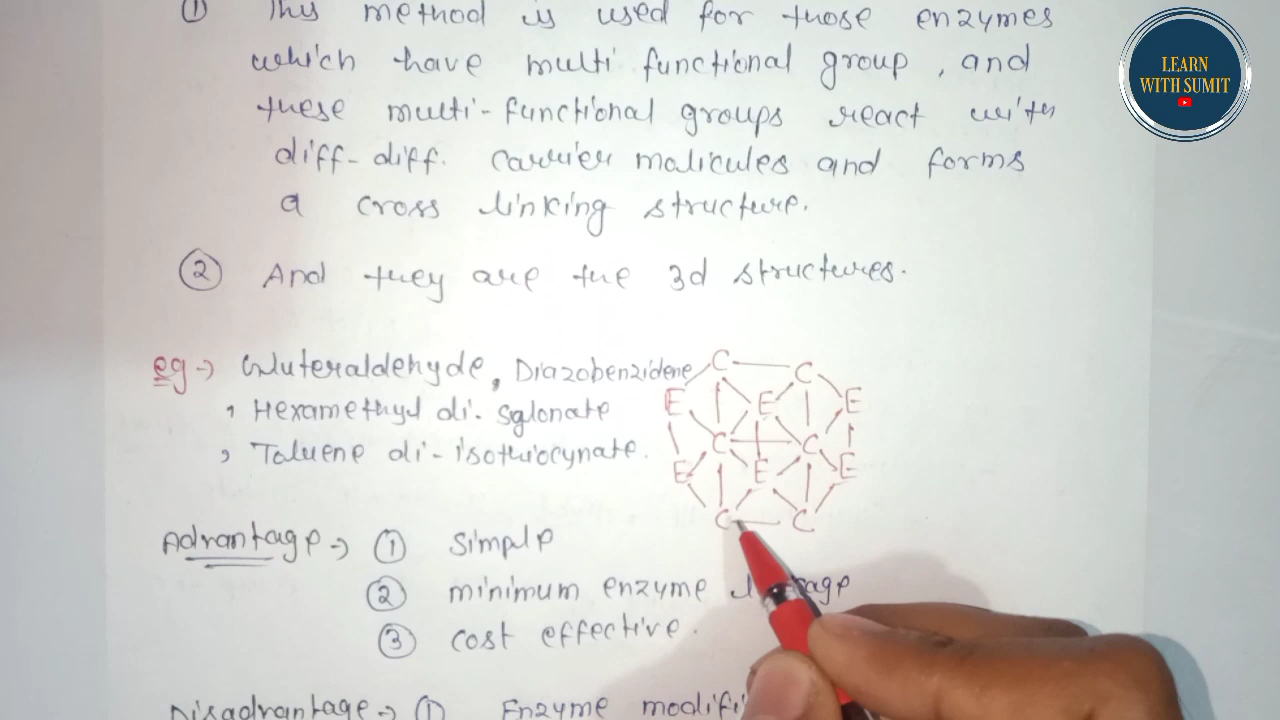 ① This method is used for those enzymes
which have multi functional group, and
these multi-functional groups react with
diff-diff. carrier malicules and forms
a cross linking structure.
② And they are the 3d structures.
eg → Gluteraldehyde, Diazobenzidene
, Hexamethyl di. Sglonate
, Toluene di-isothiocynate.
C C
E E E
C C
E E E
C C
Advantage → ① Simple
② minimum enzyme
③ cost effective.
Disadvantage → ① Enzyme
LEARN
WITH SUMIT